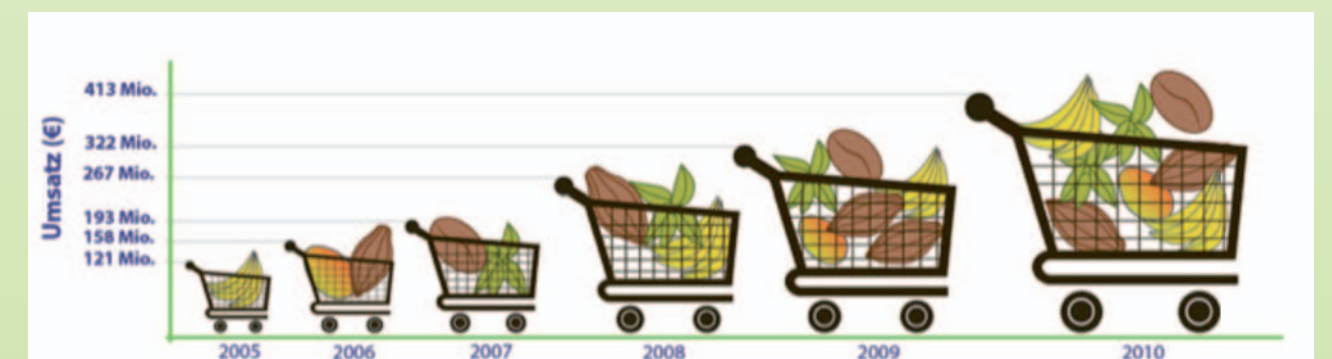 Umsatz (€)
413 Mio.
322 Mio.
267 Mio.
193 Mio.
158 Mio.
121 Mio.
2005 2006 2007 2008 2009 2010